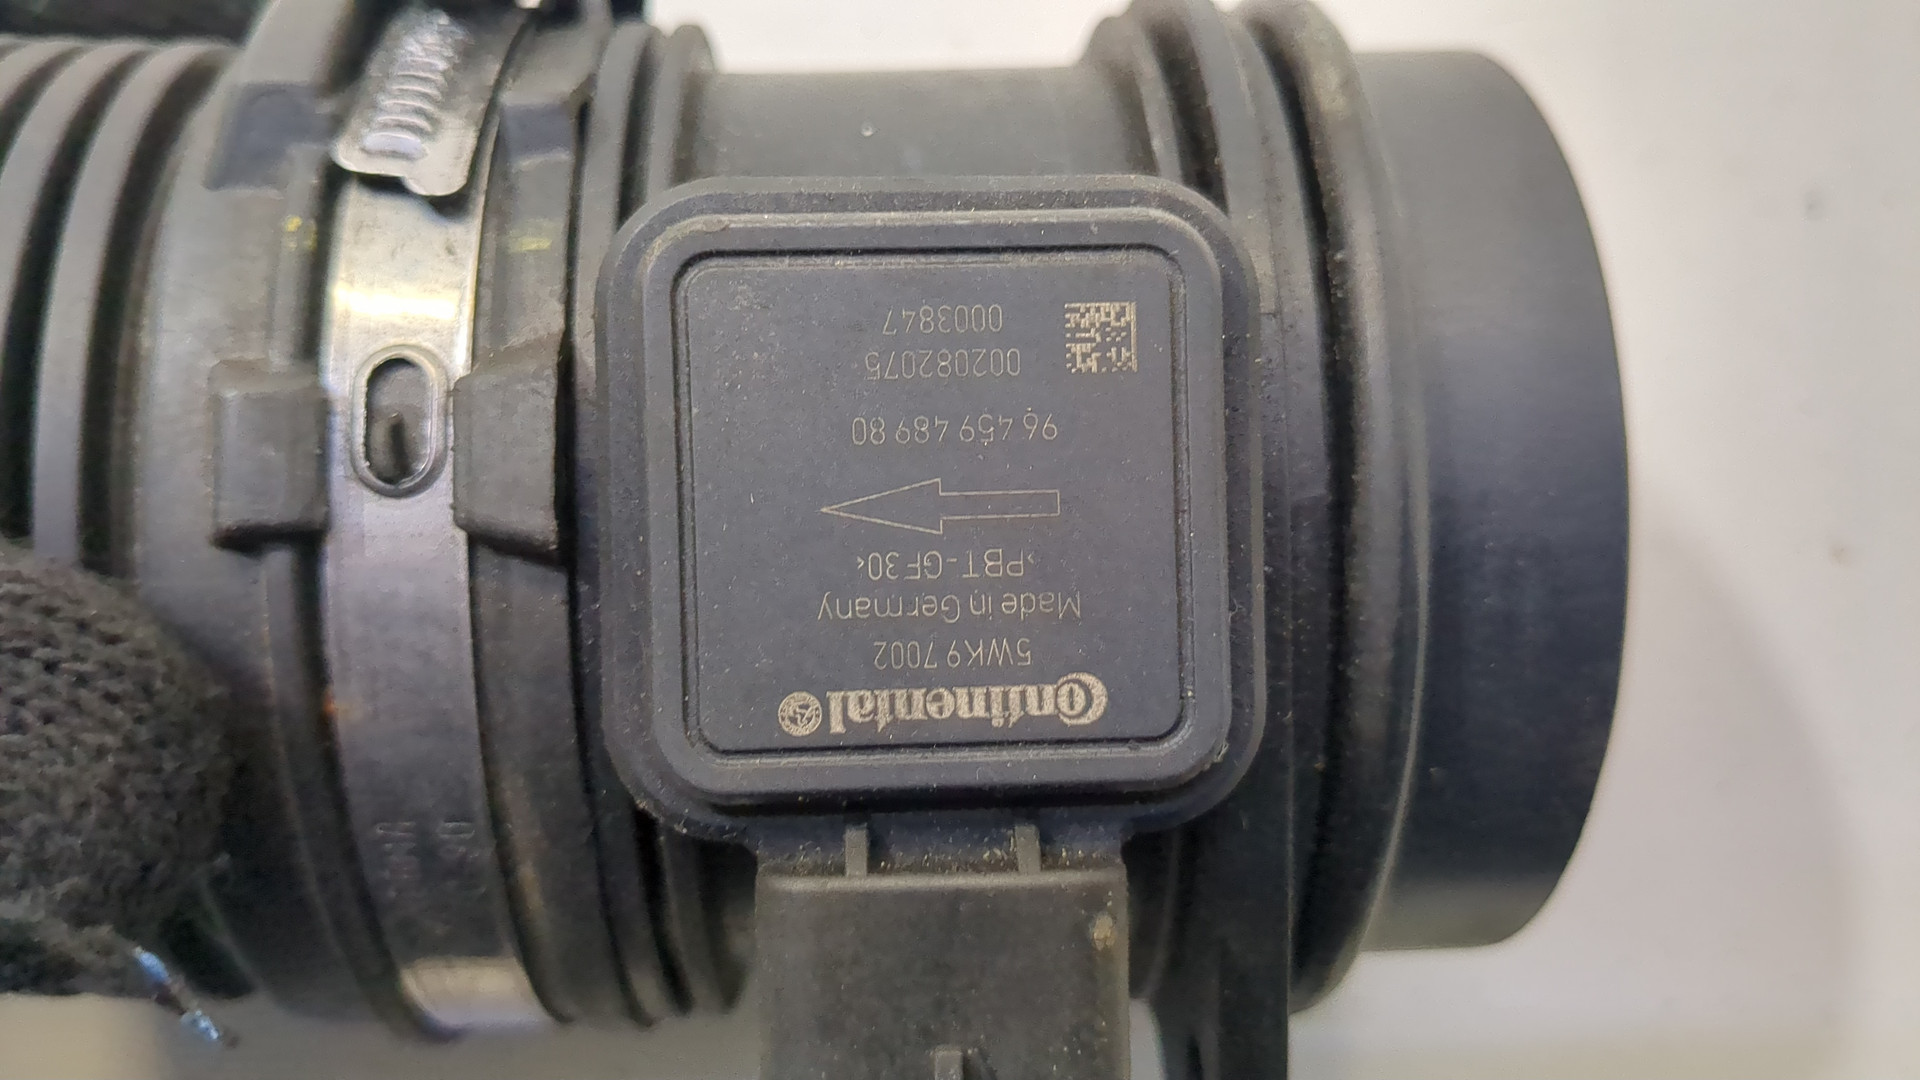 Continental
5WK9 7002
Made in Germany
>PBT-GF30<
96 459 489 80
002082075
0003847